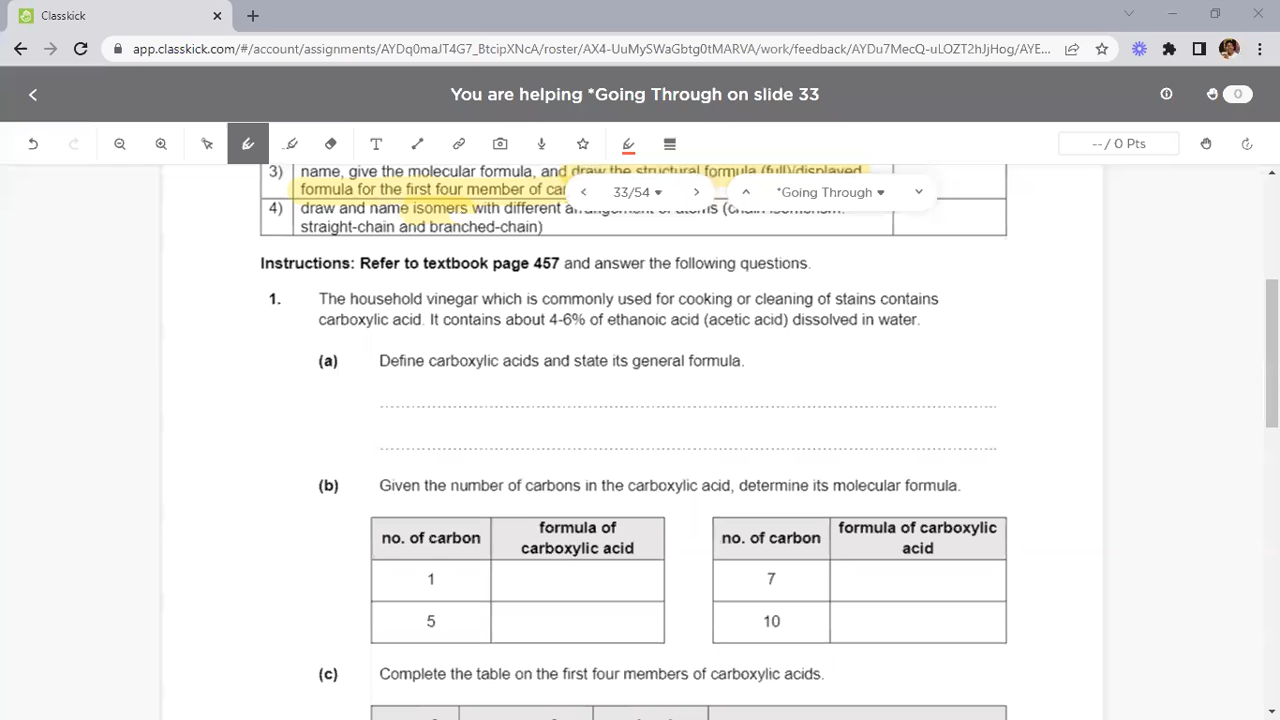 Classkick
app.classkick.com/#/account/assignments/AYDq0maJT4G7_BtcipXNcA/roster/AX4-UuMySWaGbtg0tMARVA/work/feedback/AYDu7MecQ-uLOZT2hJjHog/AYE...
You are helping *Going Through on slide 33
0
-- / 0 Pts
3) name, give the molecular formula, and draw the structural formula (full)/displayed
formula for the first four member of car
33/54
*Going Through
4) draw and name isomers with different arrangement of atoms (chain isomerism:
straight-chain and branched-chain)
Instructions: Refer to textbook page 457 and answer the following questions.
1. The household vinegar which is commonly used for cooking or cleaning of stains contains
carboxylic acid. It contains about 4-6% of ethanoic acid (acetic acid) dissolved in water.
(a) Define carboxylic acids and state its general formula.
(b) Given the number of carbons in the carboxylic acid, determine its molecular formula.
no. of carbon formula of carboxylic acid no. of carbon formula of carboxylic acid
1 7
5 10
(c) Complete the table on the first four members of carboxylic acids.